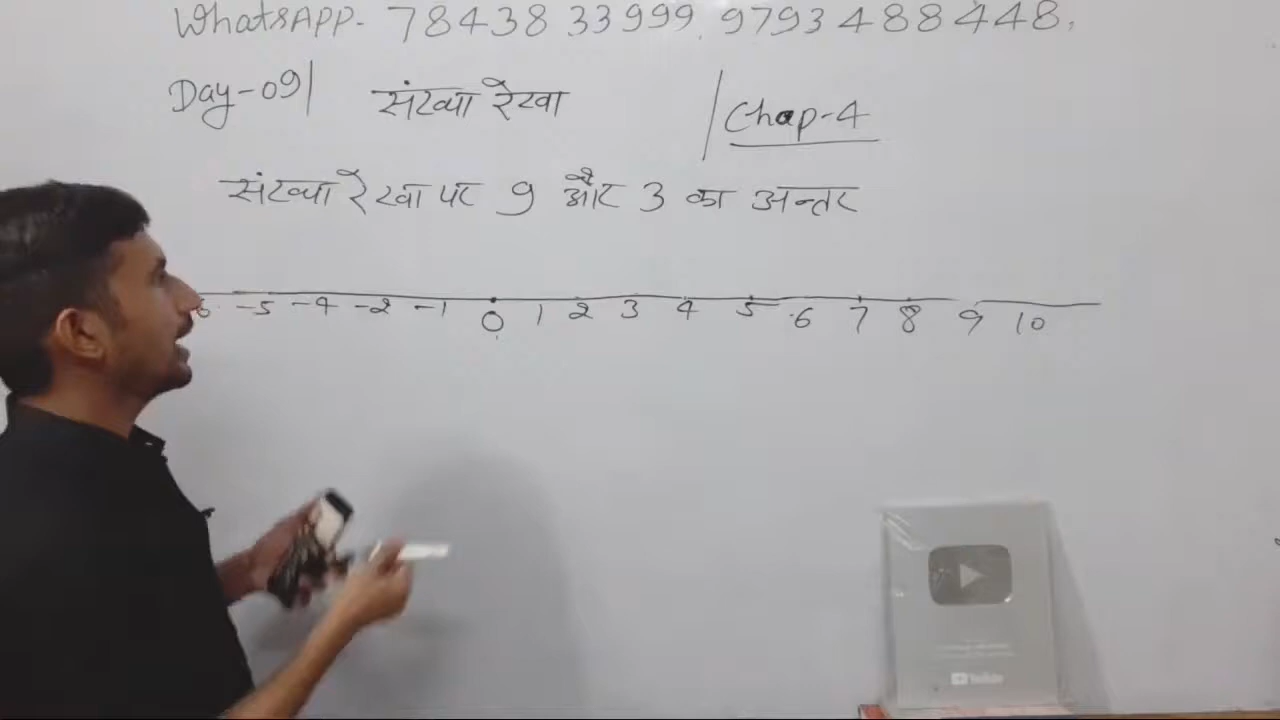 WhatsAPP- 78438 33999, 9793488448,
Day-09| संख्या रेखा | Chap-4
संख्या रेखा पर 9 और 3 का अन्तर
-5 -4 -2 -1 0 1 2 3 4 5 6 7 8 9 10
YouTube